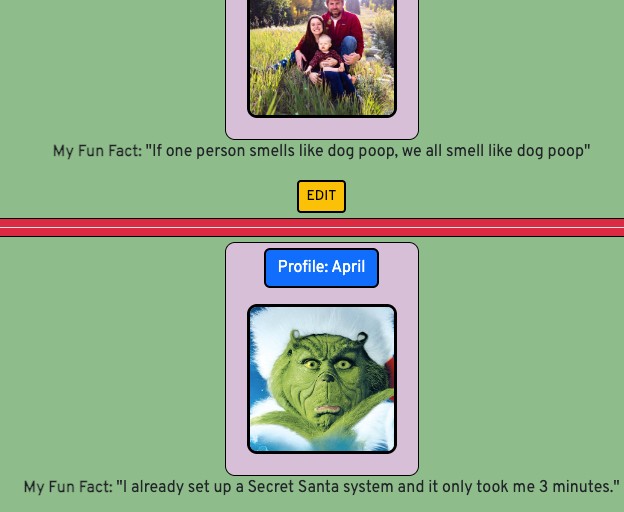 My Fun Fact: "If one person smells like dog poop, we all smell like dog poop"
EDIT
Profile: April
My Fun Fact: "I already set up a Secret Santa system and it only took me 3 minutes."